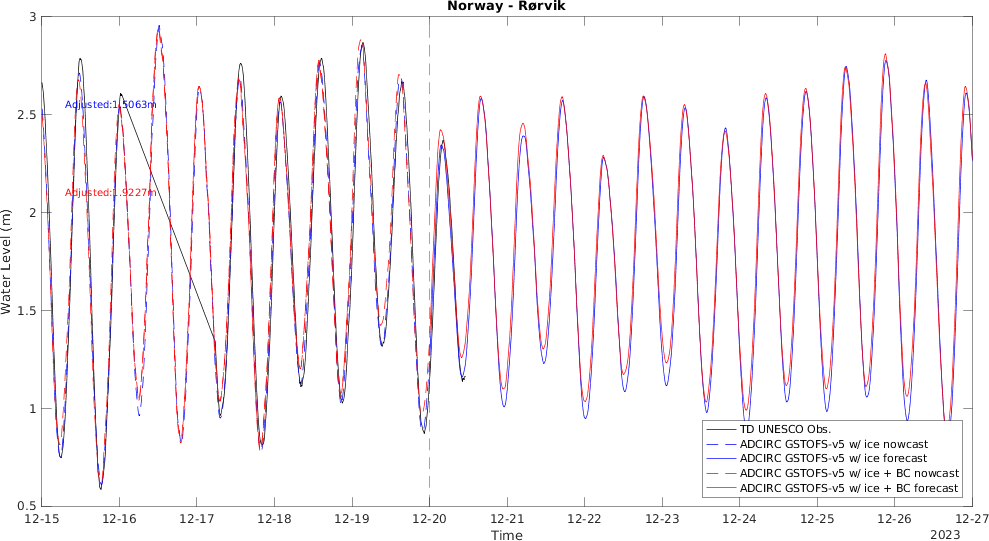 Norway - Rørvik
Water Level (m)
3
2.5
2
1.5
1
0.5
Adjusted:1.5063m
Adjusted:1.9227m
TD UNESCO Obs.
ADCIRC GSTOFS-v5 w/ ice nowcast
ADCIRC GSTOFS-v5 w/ ice forecast
ADCIRC GSTOFS-v5 w/ ice + BC nowcast
ADCIRC GSTOFS-v5 w/ ice + BC forecast
12-15 12-16 12-17 12-18 12-19 12-20 12-21 12-22 12-23 12-24 12-25 12-26 12-27
Time
2023